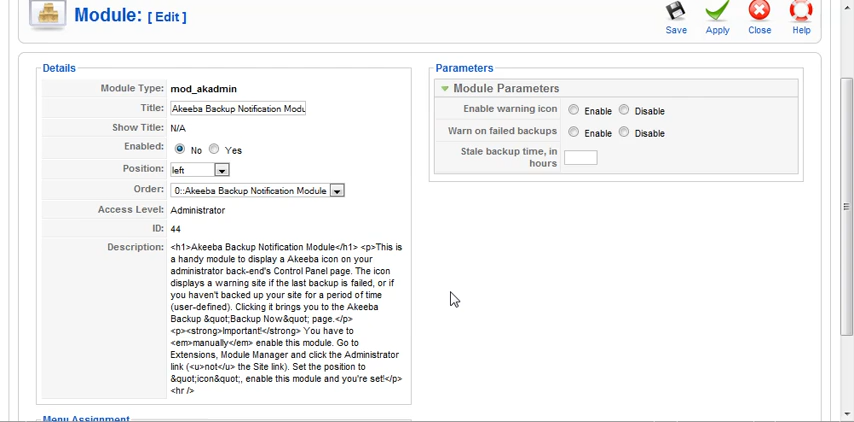 Module: [ Edit ]
Save Apply Close Help
Details
Module Type: mod_akadmin
Title: Akeeba Backup Notification Modu
Show Title: N/A
Enabled: No Yes
Position: left
Order: 0::Akeeba Backup Notification Module
Access Level: Administrator
ID: 44
Description: <h1>Akeeba Backup Notification Module</h1> <p>This is
a handy module to display a Akeeba icon on your
administrator back-end's Control Panel page. The icon
displays a warning site if the last backup is failed, or if
you haven't backed up your site for a period of time
(user-defined). Clicking it brings you to the Akeeba
Backup &quot;Backup Now&quot; page.</p>
<p><strong>Important!</strong> You have to
<em>manually</em> enable this module. Go to
Extensions, Module Manager and click the Administrator
link (<u>not</u> the Site link). Set the position to
&quot;icon&quot;, enable this module and you're set!</p>
<hr />
Parameters
Module Parameters
Enable warning icon Enable Disable
Warn on failed backups Enable Disable
Stale backup time, in
hours
Menu Assignment